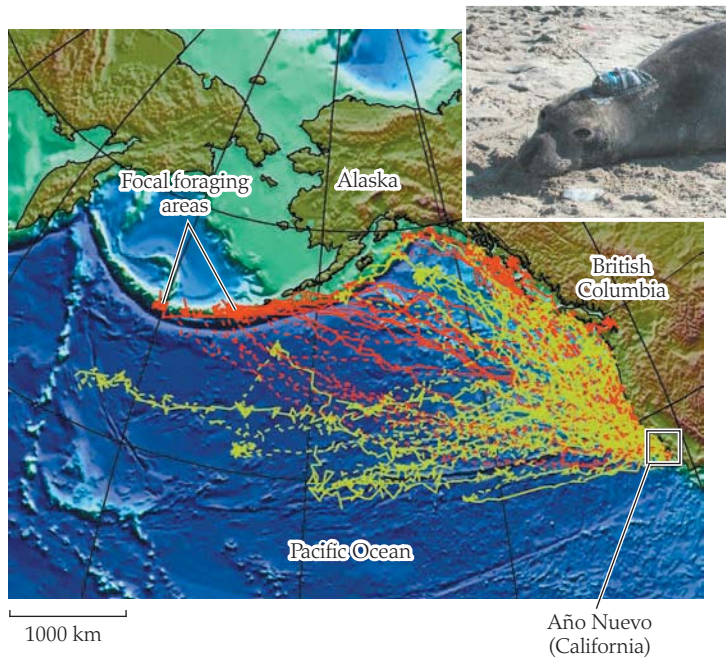 Focal foraging
areas
Alaska
British
Columbia
Pacific Ocean
1000 km
Año Nuevo
(California)